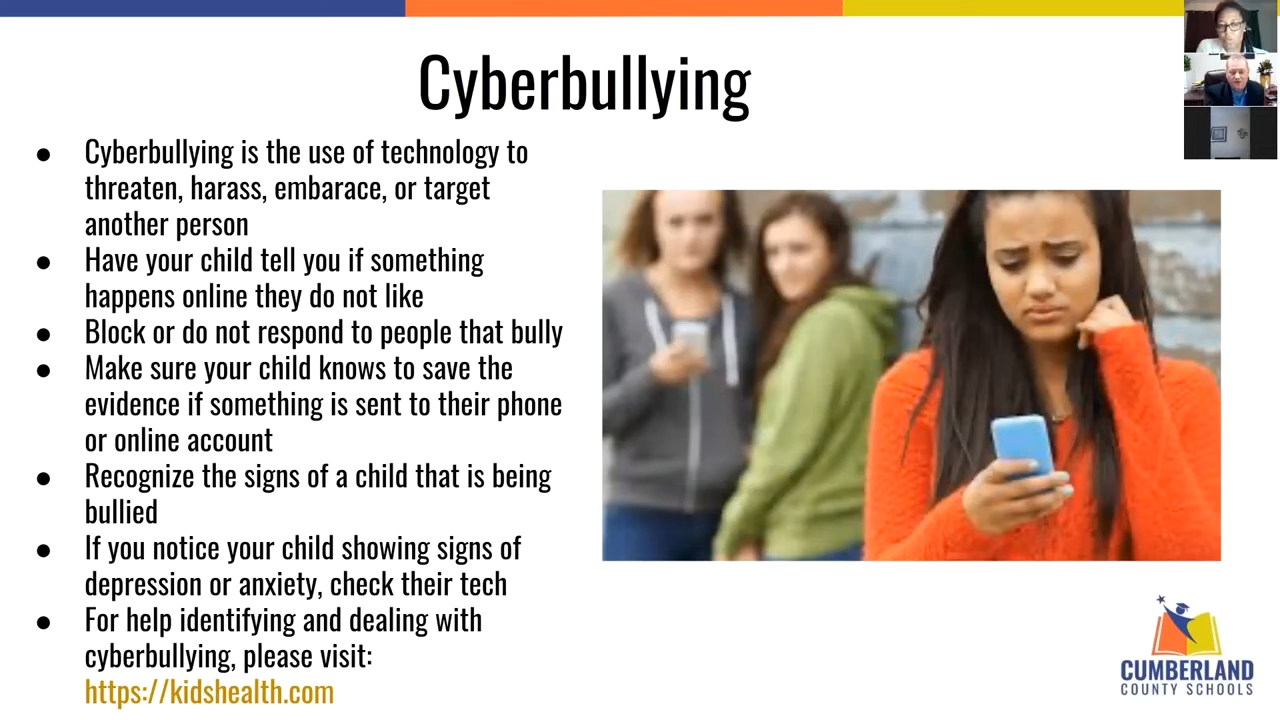 Cyberbullying
● Cyberbullying is the use of technology to
threaten, harass, embarace, or target
another person
● Have your child tell you if something
happens online they do not like
● Block or do not respond to people that bully
● Make sure your child knows to save the
evidence if something is sent to their phone
or online account
● Recognize the signs of a child that is being
bullied
● If you notice your child showing signs of
depression or anxiety, check their tech
● For help identifying and dealing with
cyberbullying, please visit:
https://kidshealth.com
CUMBERLAND
COUNTY SCHOOLS